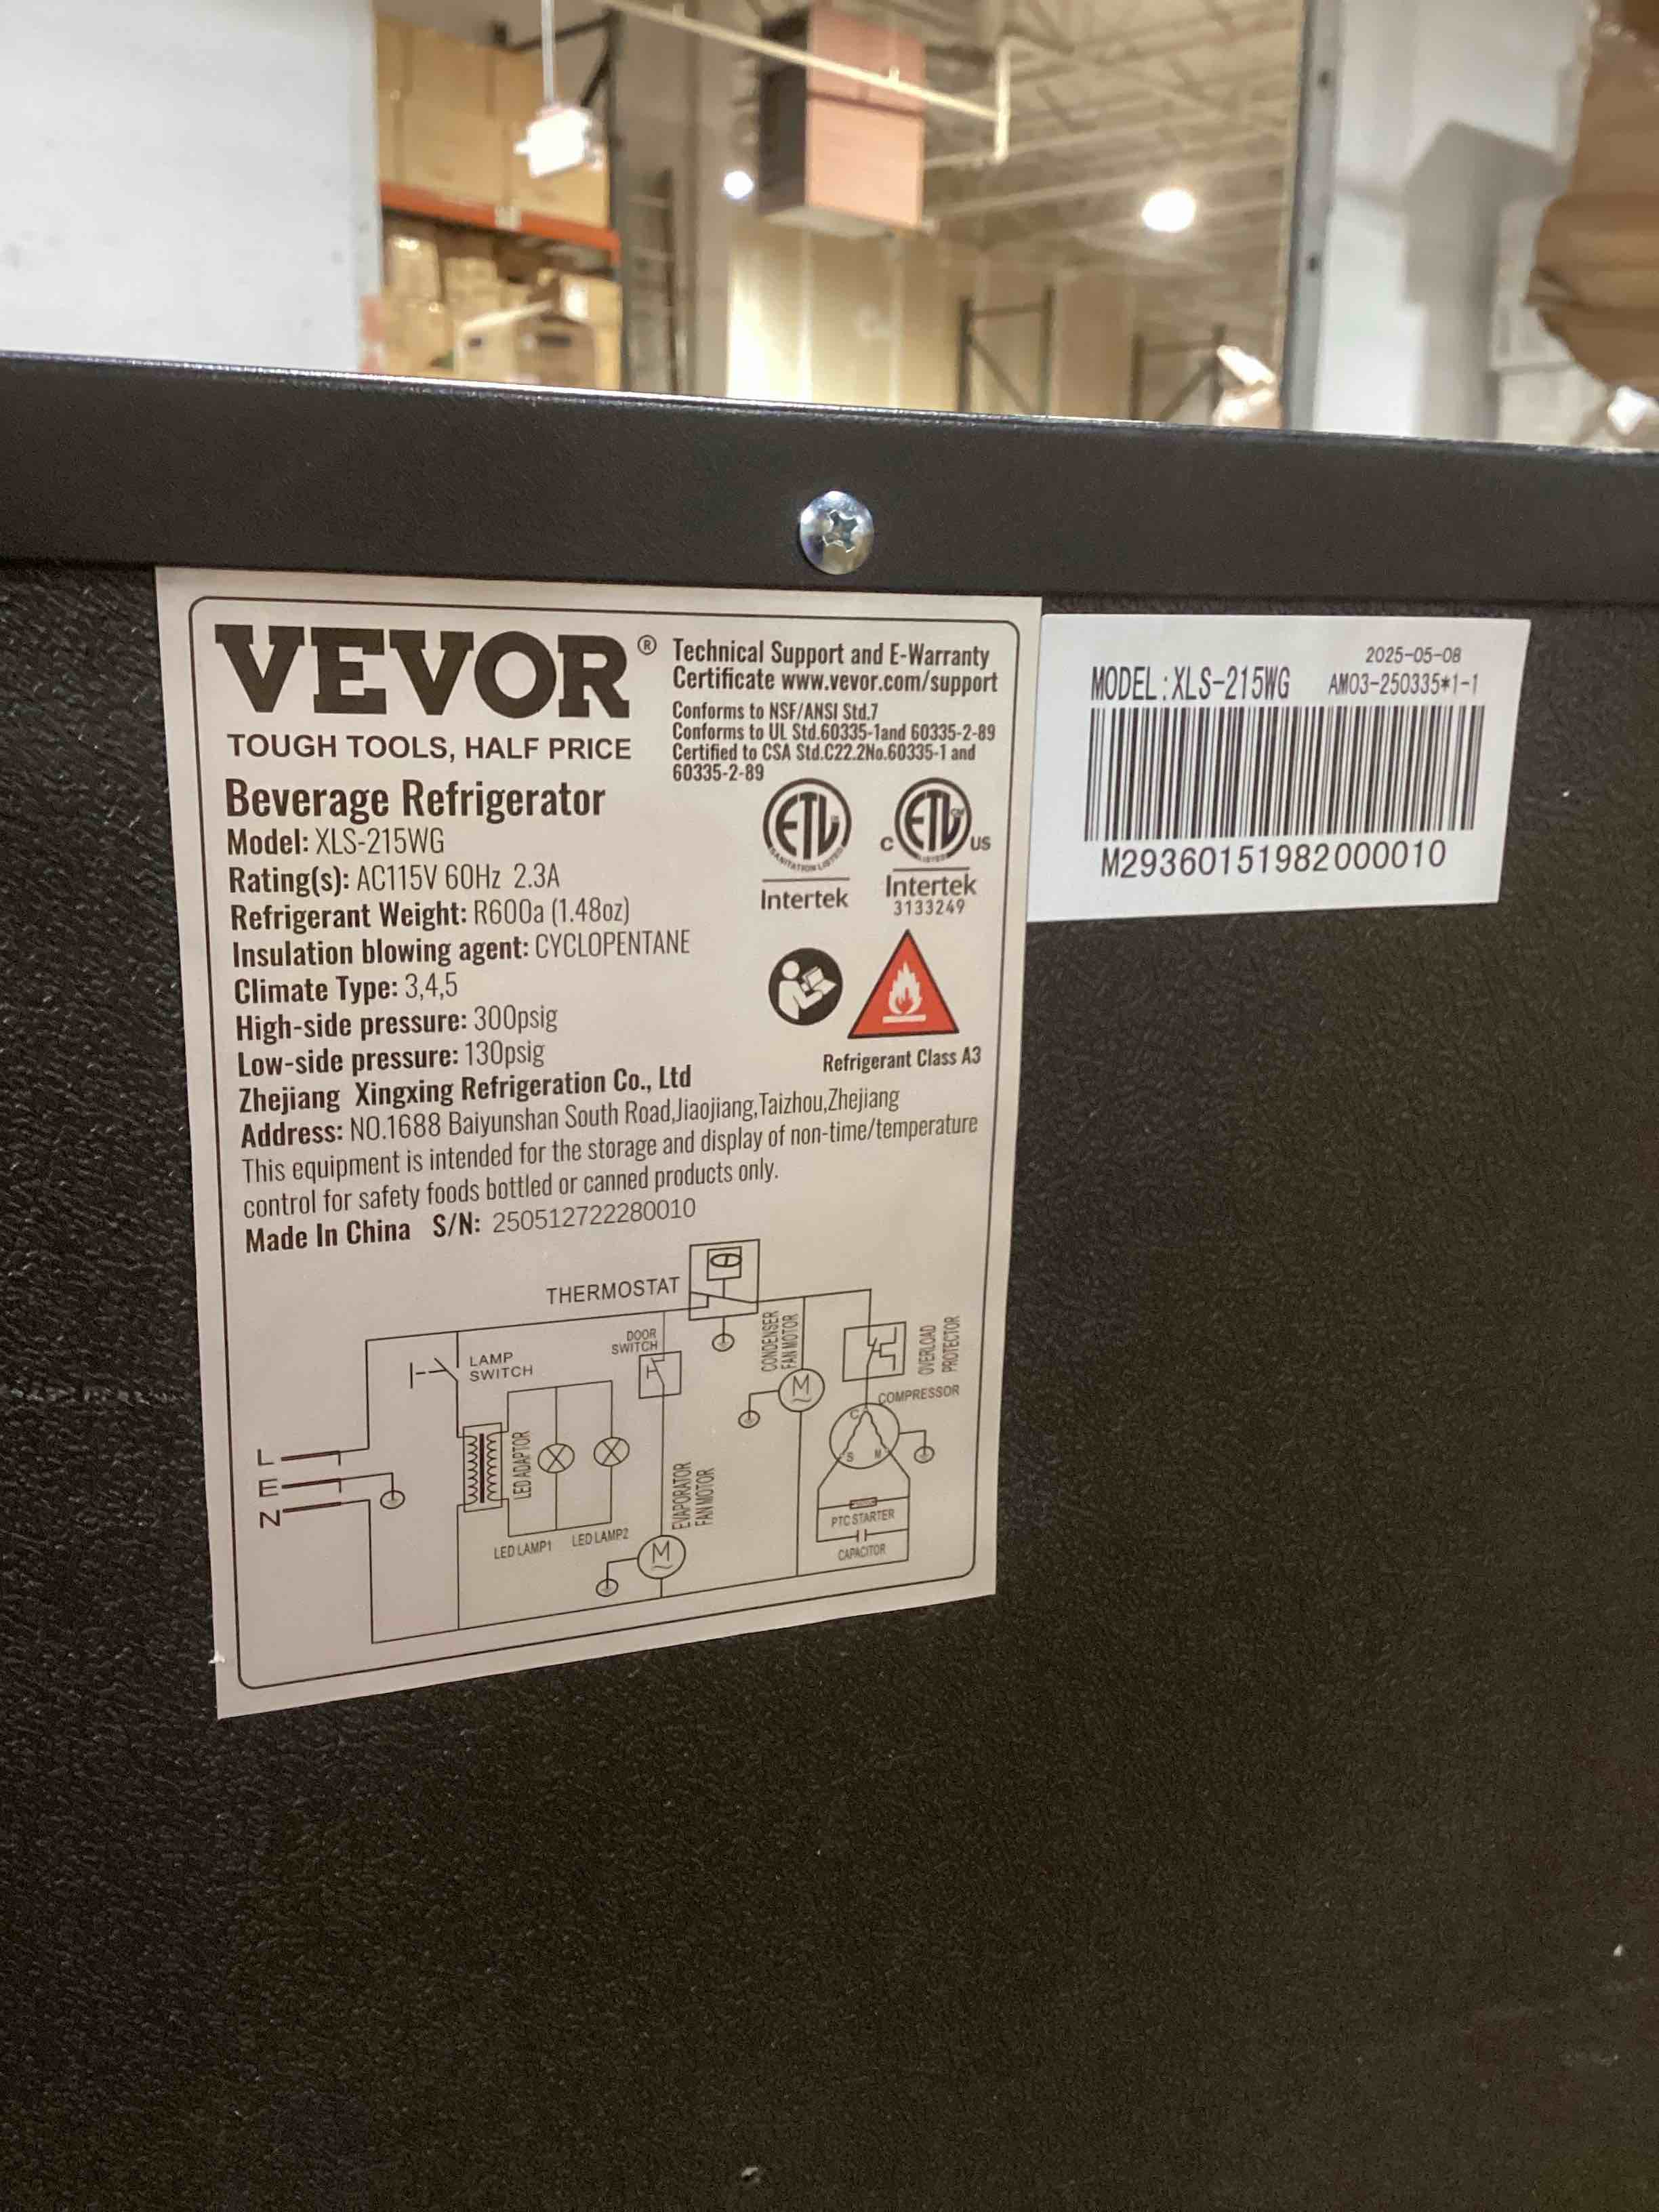 VEVOR®
TOUGH TOOLS, HALF PRICE
Technical Support and E-Warranty
Certificate www.vevor.com/support
Conforms to NSF/ANSI Std.7
Conforms to UL Std.60335-1and 60335-2-89
Certified to CSA Std.C22.2No.60335-1 and
60335-2-89
Beverage Refrigerator
Model: XLS-215WG
Rating(s): AC115V 60Hz 2.3A
Refrigerant Weight: R600a (1.48oz)
Insulation blowing agent: CYCLOPENTANE
Climate Type: 3,4,5
High-side pressure: 300psig
Low-side pressure: 130psig
ETL
SANITATION LISTED
Intertek
C ETL US
LISTED
Intertek
3133249
Refrigerant Class A3
Zhejiang Xingxing Refrigeration Co., Ltd
Address: NO.1688 Baiyunshan South Road,Jiaojiang,Taizhou,Zhejiang
This equipment is intended for the storage and display of non-time/temperature
control for safety foods bottled or canned products only.
Made In China S/N: 250512722280010
THERMOSTAT
LAMP
SWITCH
DOOR
SWITCH
CONDENSER
FAN MOTOR
OVERLOAD
PROTECTOR
M
COMPRESSOR
C
S M
L
E
N
LED ADAPTOR
EVAPORATOR
FAN MOTOR
PTC STARTER
CAPACITOR
LED LAMP1
LED LAMP2
M
2025-05-08
MODEL:XLS-215WG AM03-250335*1-1
M29360151982000010